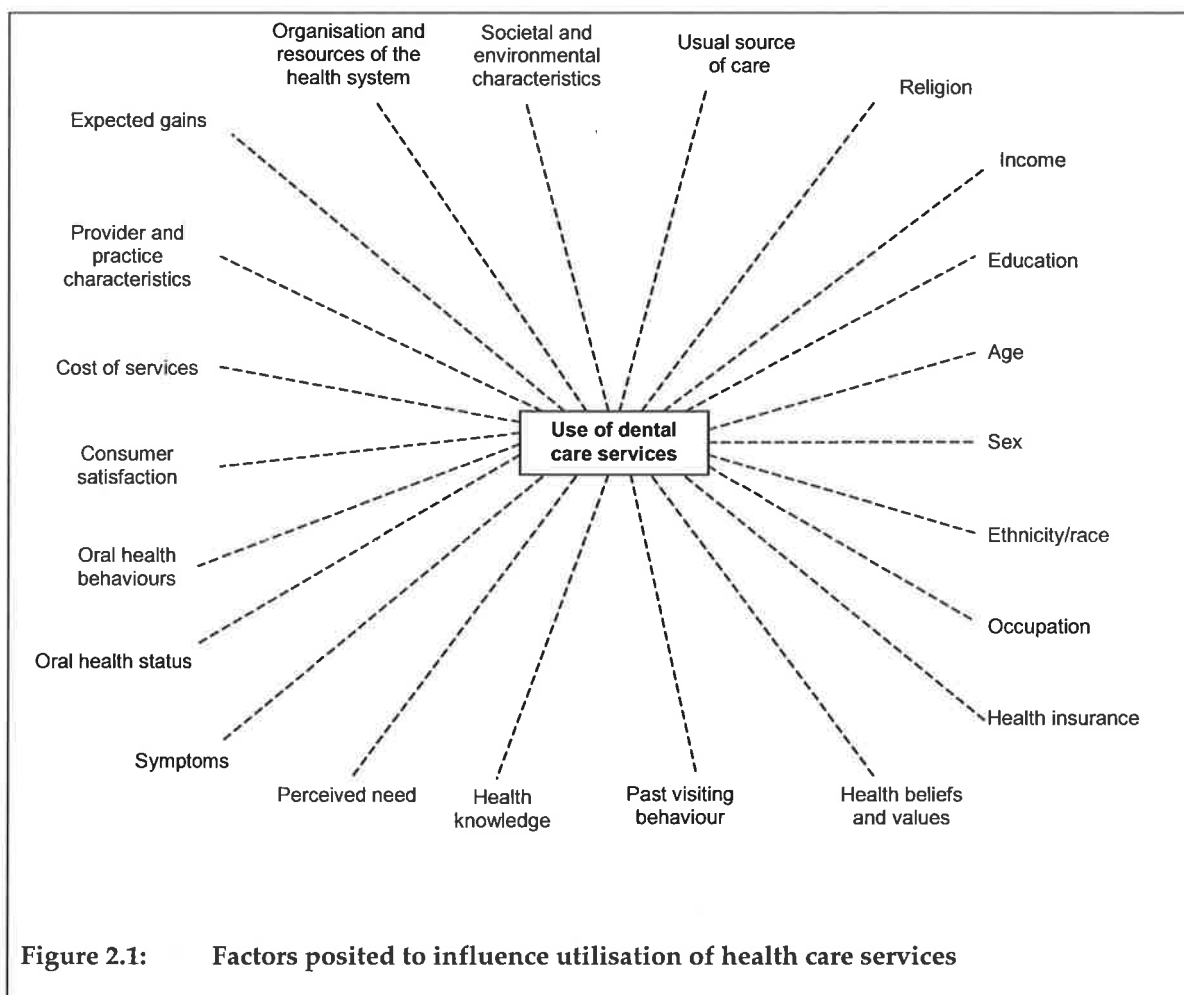 Organisation and
resources of the
health system
Societal and
environmental
characteristics
Usual source
of care
Religion
Expected gains
Income
Provider and
practice
characteristics
Education
Cost of services
Age
Use of dental
care services
Consumer
satisfaction
Sex
Oral health
behaviours
Ethnicity/race
Oral health status
Occupation
Symptoms
Health insurance
Perceived need
Health
knowledge
Past visiting
behaviour
Health beliefs
and values
Figure 2.1: Factors posited to influence utilisation of health care services